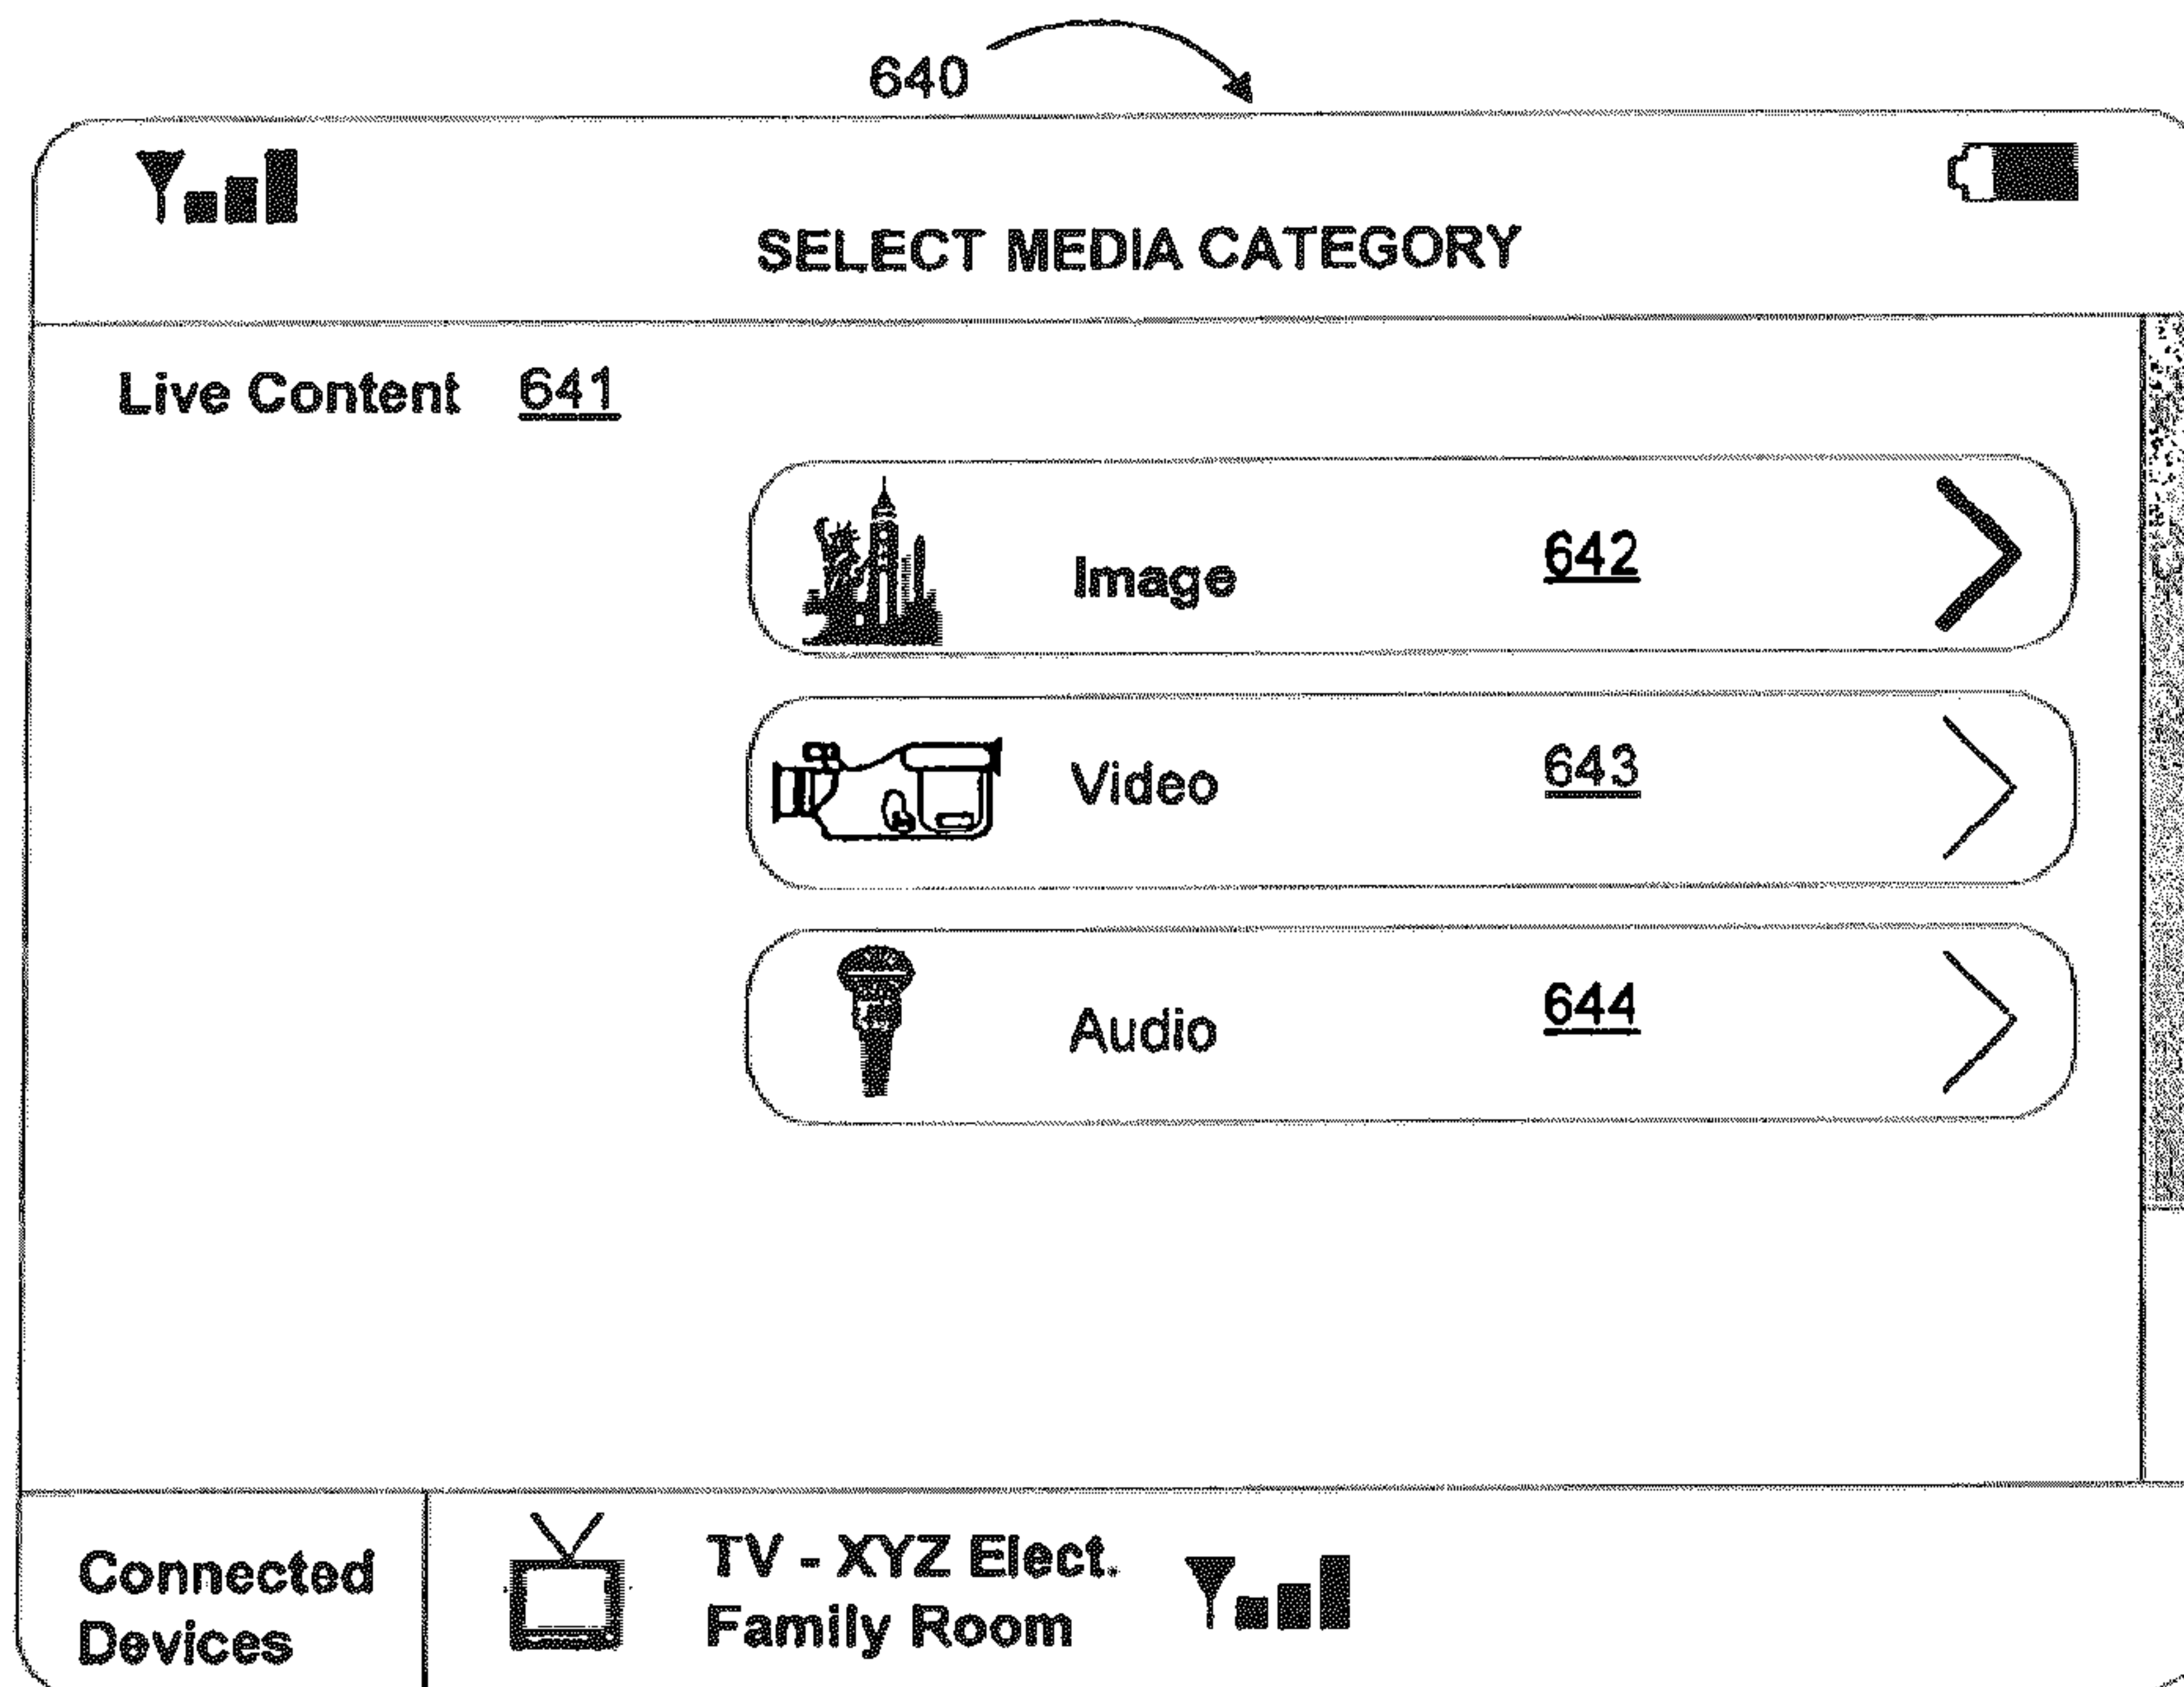 640
SELECT MEDIA CATEGORY
Live Content 641
Image 642
Video 643
Audio 644
Connected
Devices
TV - XYZ Elect.
Family Room